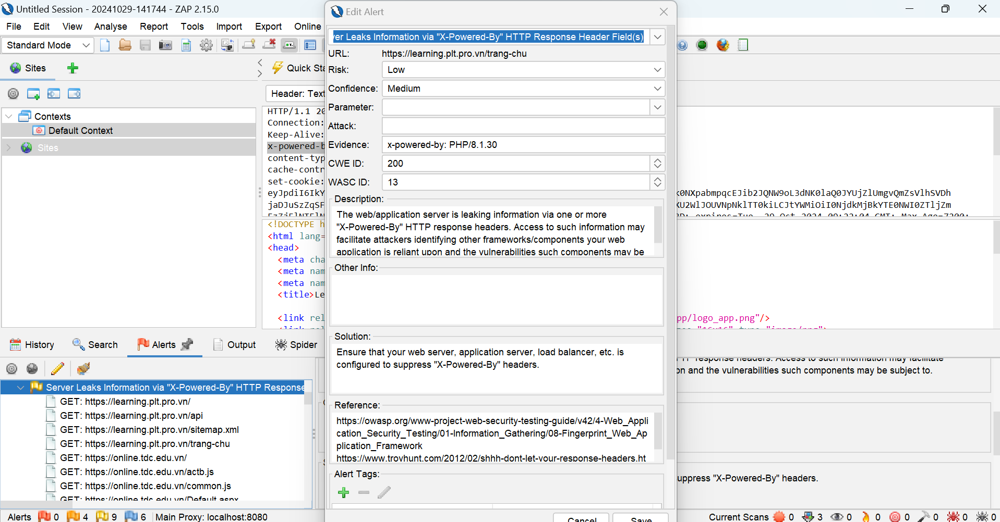 Untitled Session - 20241029-141744 - ZAP 2.15.0
File Edit View Analyse Report Tools Import Export Online
Standard Mode
Sites
Quick Sta
Header: Text
Contexts
Default Context
Sites
HTTP/1.1 20
Connection:
Keep-Alive:
x-powered-b
content-typ
cache-contr
set-cookie:
eyJpdiI6IkY
jaDJuSzZqSF
<!DOCTYPE h
<html lang=
<head>
<meta cha
<meta nam
<meta nam
<title>Le
<link rel
Edit Alert
er Leaks Information via "X-Powered-By" HTTP Response Header Field(s)
URL: https://learning.plt.pro.vn/trang-chu
Risk: Low
Confidence: Medium
Parameter:
Attack:
Evidence: x-powered-by: PHP/8.1.30
CWE ID: 200
WASC ID: 13
Description:
The web/application server is leaking information via one or more
"X-Powered-By" HTTP response headers. Access to such information may
facilitate attackers identifying other frameworks/components your web
application is reliant upon and the vulnerabilities such components may be
Other Info:
Solution:
Ensure that your web server, application server, load balancer, etc. is
configured to suppress "X-Powered-By" headers.
Reference:
https://owasp.org/www-project-web-security-testing-guide/v42/4-Web_Appli
cation_Security_Testing/01-Information_Gathering/08-Fingerprint_Web_Ap
plication_Framework
https://www.troyhunt.com/2012/02/shhh-dont-let-your-response-headers.ht
Alert Tags:
Cancel Save
pp/logo_app.png"/>
on and the vulnerabilities such components may be subject to.
uppress "X-Powered-By" headers.
History Search Alerts Output Spider
Server Leaks Information via "X-Powered-By" HTTP Response
GET: https://learning.plt.pro.vn/
GET: https://learning.plt.pro.vn/api
GET: https://learning.plt.pro.vn/sitemap.xml
GET: https://learning.plt.pro.vn/trang-chu
GET: https://online.tdc.edu.vn/
GET: https://online.tdc.edu.vn/actb.js
GET: https://online.tdc.edu.vn/common.js
GET: https://online.tdc.edu.vn/Default.aspx
Alerts 0 4 9 6 Main Proxy: localhost:8080
Current Scans 0 3 0 0 0 0 0 0